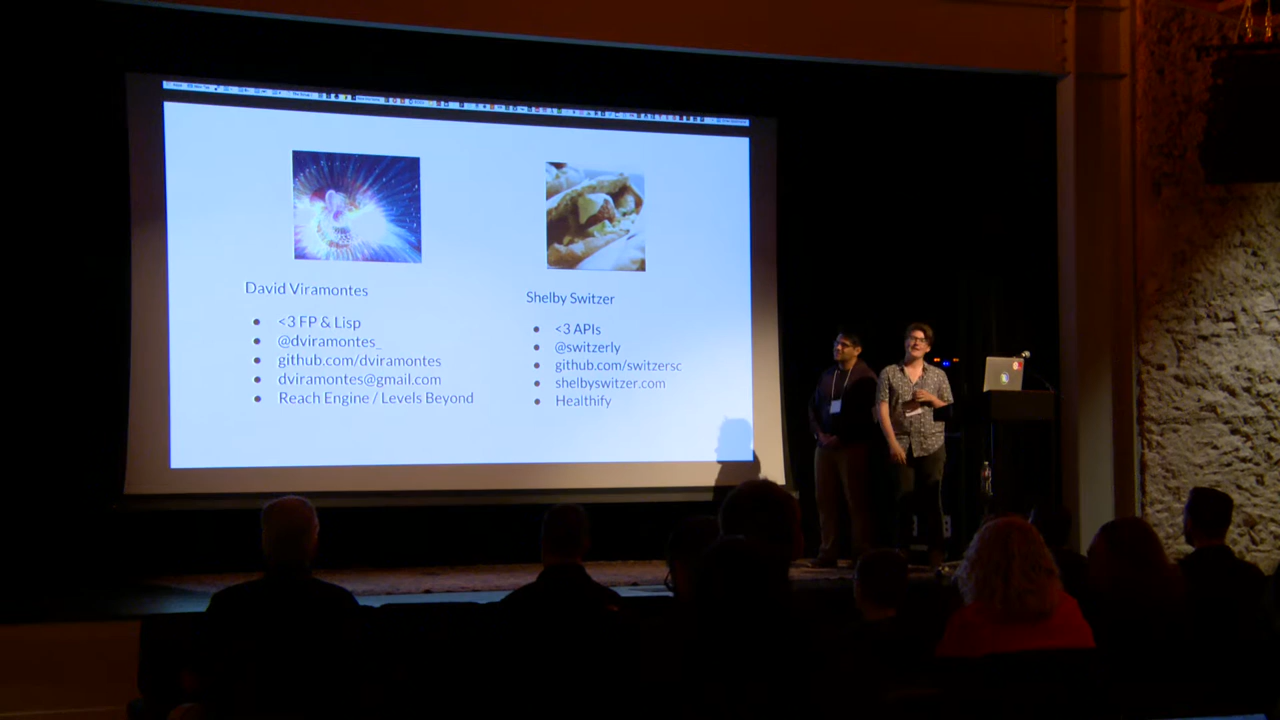 David Viramontes
<3 FP & Lisp
@dviramontes_
github.com/dviramontes
dviramontes@gmail.com
Reach Engine / Levels Beyond
Shelby Switzer
<3 APIs
@switzerly
github.com/switzersc
shelbyswitzer.com
Healthify